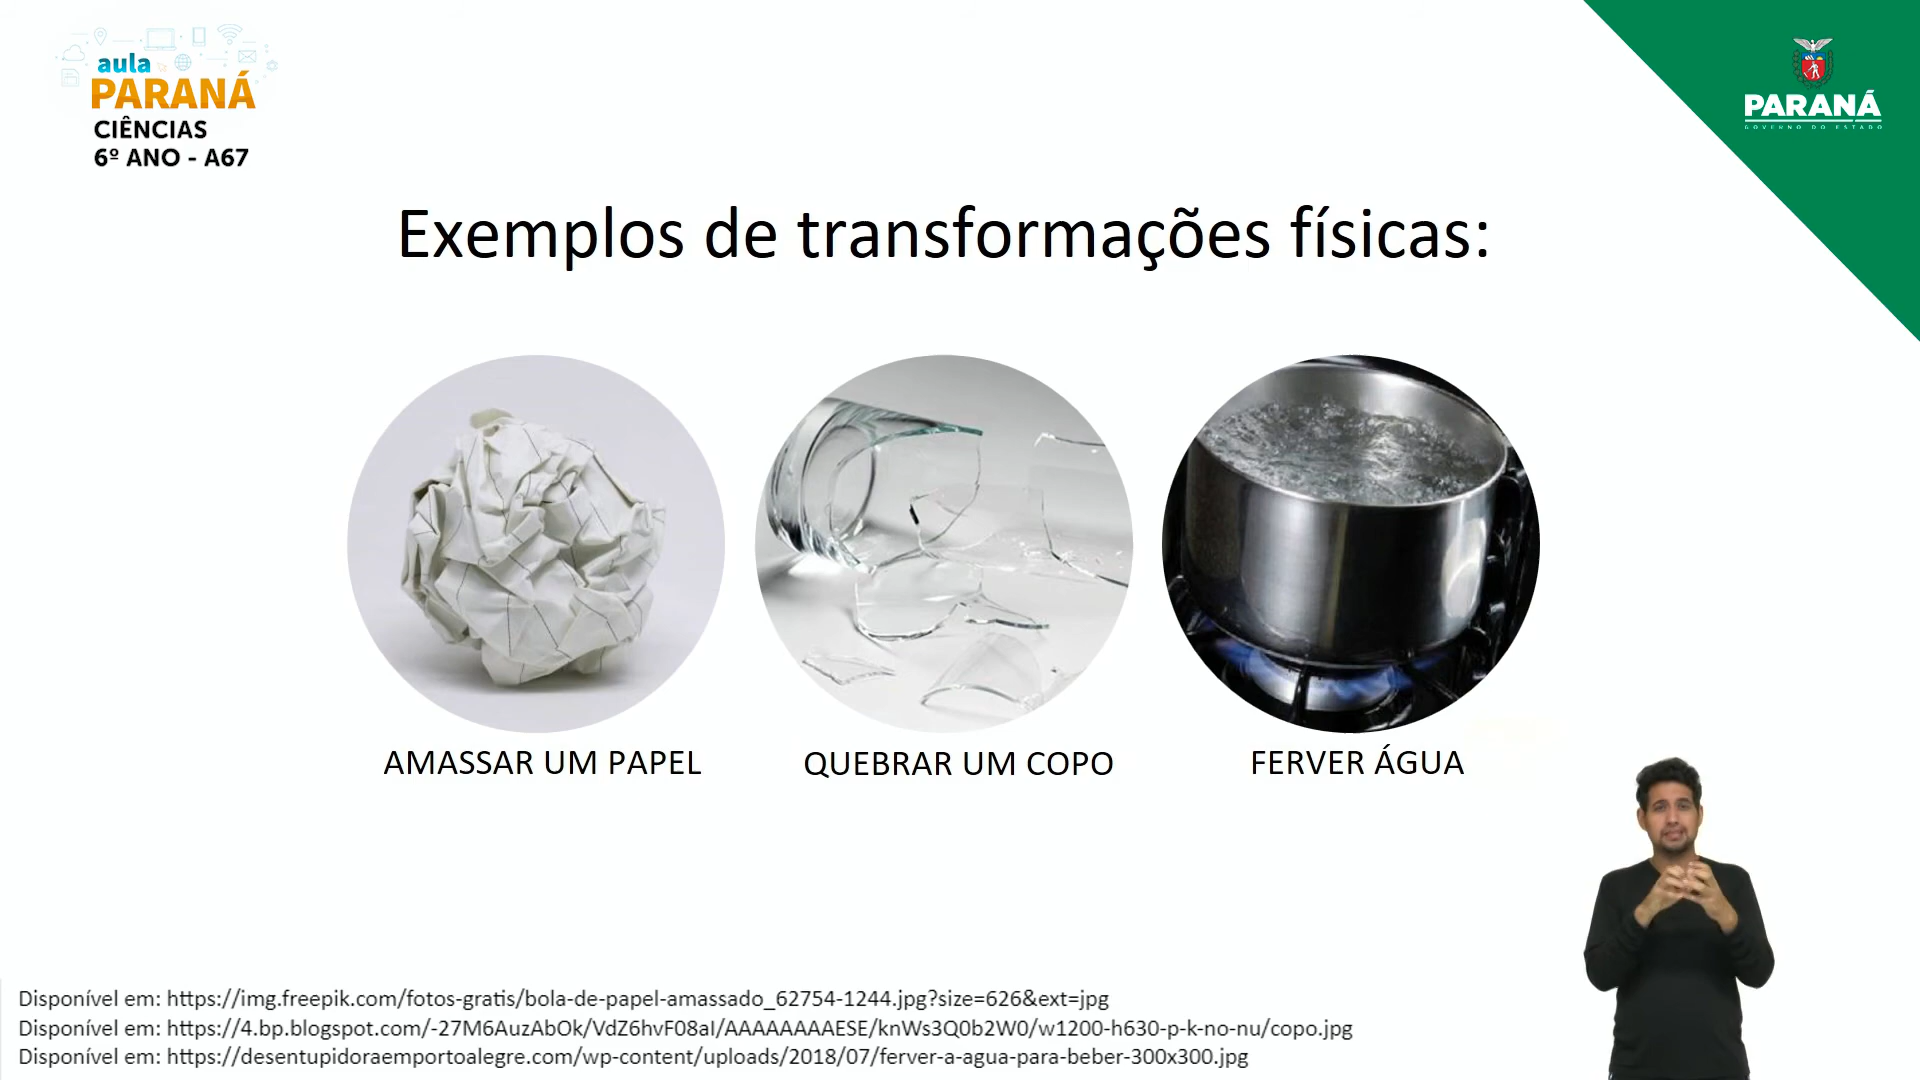 aula
PARANÁ
CIÊNCIAS
6º ANO - A67
PARANÁ
GOVERNO DO ESTADO
Exemplos de transformações físicas:
AMASSAR UM PAPEL
QUEBRAR UM COPO
FERVER ÁGUA
Disponível em: https://img.freepik.com/fotos-gratis/bola-de-papel-amassado_62754-1244.jpg?size=626&ext=jpg
Disponível em: https://4.bp.blogspot.com/-27M6AuzAbOk/VdZ6hvF08aI/AAAAAAAAESE/knWs3Q0b2W0/w1200-h630-p-k-no-nu/copo.jpg
Disponível em: https://desentupidoraemportoalegre.com/wp-content/uploads/2018/07/ferver-a-agua-para-beber-300x300.jpg